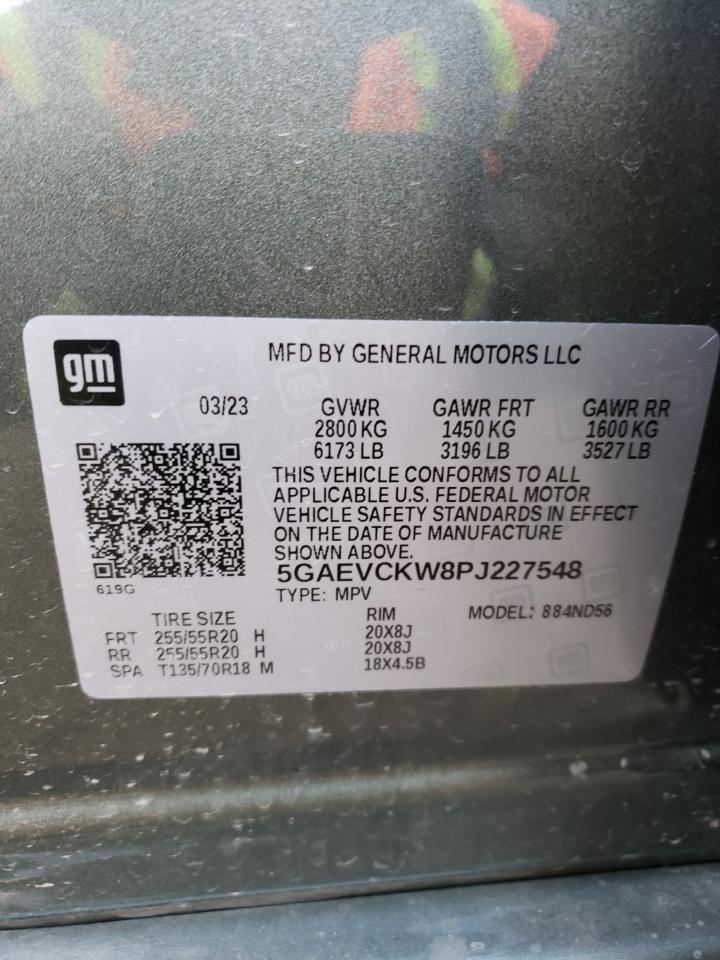 gm
MFD BY GENERAL MOTORS LLC
03/23 GVWR GAWR FRT GAWR RR
2800 KG 1450 KG 1600 KG
6173 LB 3196 LB 3527 LB
THIS VEHICLE CONFORMS TO ALL
APPLICABLE U.S. FEDERAL MOTOR
VEHICLE SAFETY STANDARDS IN EFFECT
ON THE DATE OF MANUFACTURE
SHOWN ABOVE.
5GAEVCKW8PJ227548
619G
TYPE: MPV
TIRE SIZE RIM MODEL: 884ND56
FRT 255/55R20 H 20X8J
RR 255/55R20 H 20X8J
SPA T135/70R18 M 18X4.5B